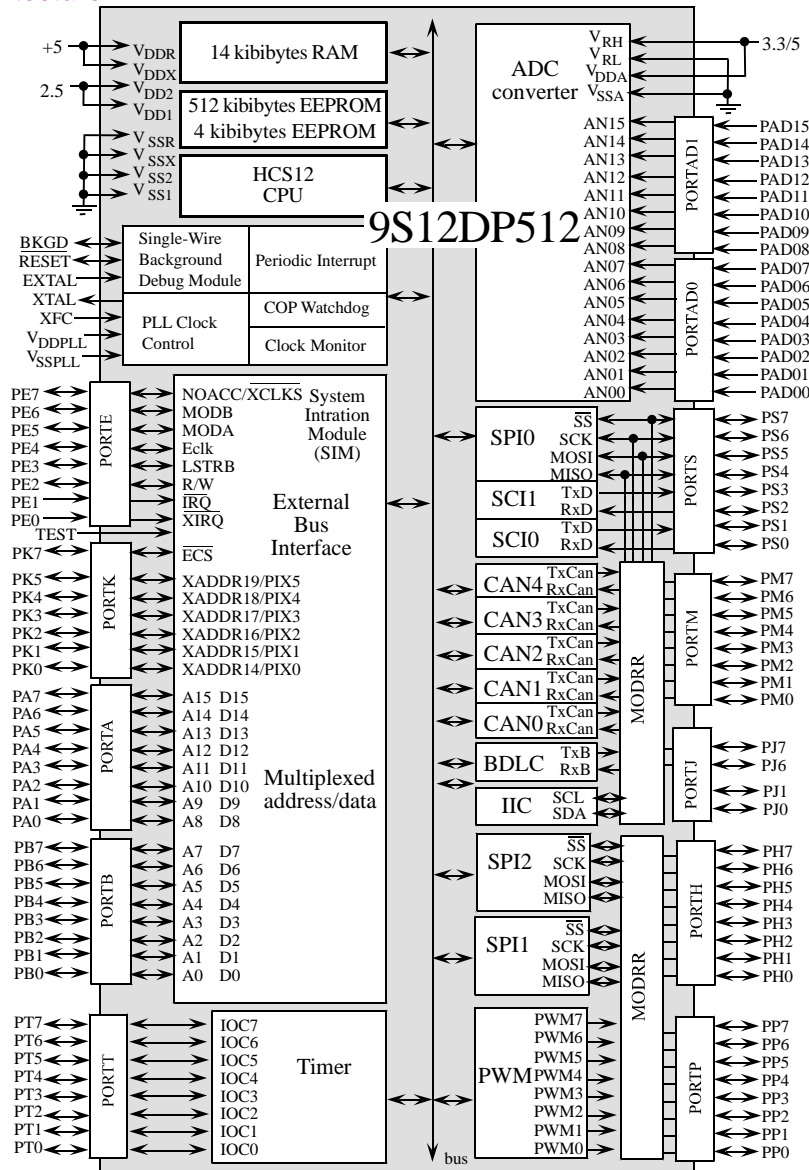 +5
2.5
VDDR
VDDX
VDD2
VDD1
VSSR
VSSX
VSS2
VSS1
14 kibibytes RAM
512 kibibytes EEPROM
4 kibibytes EEPROM
HCS12
CPU
9S12DP512
ADC
converter
VRH
VRL
VDDA
VSSA
3.3/5
AN15
AN14
AN13
AN12
AN11
AN10
AN09
AN08
AN07
AN06
AN05
AN04
AN03
AN02
AN01
AN00
PORTAD1
PORTAD0
PAD15
PAD14
PAD13
PAD12
PAD11
PAD10
PAD09
PAD08
PAD07
PAD06
PAD05
PAD04
PAD03
PAD02
PAD01
PAD00
BKGD
RESET
EXTAL
XTAL
XFC
VDDPLL
VSSPLL
Single-Wire
Background
Debug Module
Periodic Interrupt
PLL Clock
Control
COP Watchdog
Clock Monitor
PE7
PE6
PE5
PE4
PE3
PE2
PE1
PE0
TEST
PORTE
NOACC/XCLKS
MODB
MODA
Eclk
LSTRB
R/W
IRQ
XIRQ
System
Intration
Module
(SIM)
External
Bus
Interface
PK7
PK5
PK4
PK3
PK2
PK1
PK0
PORTK
ECS
XADDR19/PIX5
XADDR18/PIX4
XADDR17/PIX3
XADDR16/PIX2
XADDR15/PIX1
XADDR14/PIX0
PA7
PA6
PA5
PA4
PA3
PA2
PA1
PA0
PORTA
A15 D15
A14 D14
A13 D13
A12 D12
A11 D11
A10 D10
A9 D9
A8 D8
Multiplexed
address/data
PB7
PB6
PB5
PB4
PB3
PB2
PB1
PB0
PORTB
A7 D7
A6 D6
A5 D5
A4 D4
A3 D3
A2 D2
A1 D1
A0 D0
PT7
PT6
PT5
PT4
PT3
PT2
PT1
PT0
PORTT
IOC7
IOC6
IOC5
IOC4
IOC3
IOC2
IOC1
IOC0
Timer
bus
SPI0
SS
SCK
MOSI
MISO
SCI1
TxD
RxD
SCI0
TxD
RxD
PORTS
PS7
PS6
PS5
PS4
PS3
PS2
PS1
PS0
CAN4
TxCan
RxCan
CAN3
TxCan
RxCan
CAN2
TxCan
RxCan
CAN1
TxCan
RxCan
CAN0
TxCan
RxCan
BDLC
TxB
RxB
IIC
SCL
SDA
MODRR
PORTM
PM7
PM6
PM5
PM4
PM3
PM2
PM1
PM0
PORTJ
PJ7
PJ6
PJ1
PJ0
SPI2
SS
SCK
MOSI
MISO
SPI1
SS
SCK
MOSI
MISO
MODRR
PORTH
PH7
PH6
PH5
PH4
PH3
PH2
PH1
PH0
PWM
PWM7
PWM6
PWM5
PWM4
PWM3
PWM2
PWM1
PWM0
PORTP
PP7
PP6
PP5
PP4
PP3
PP2
PP1
PP0